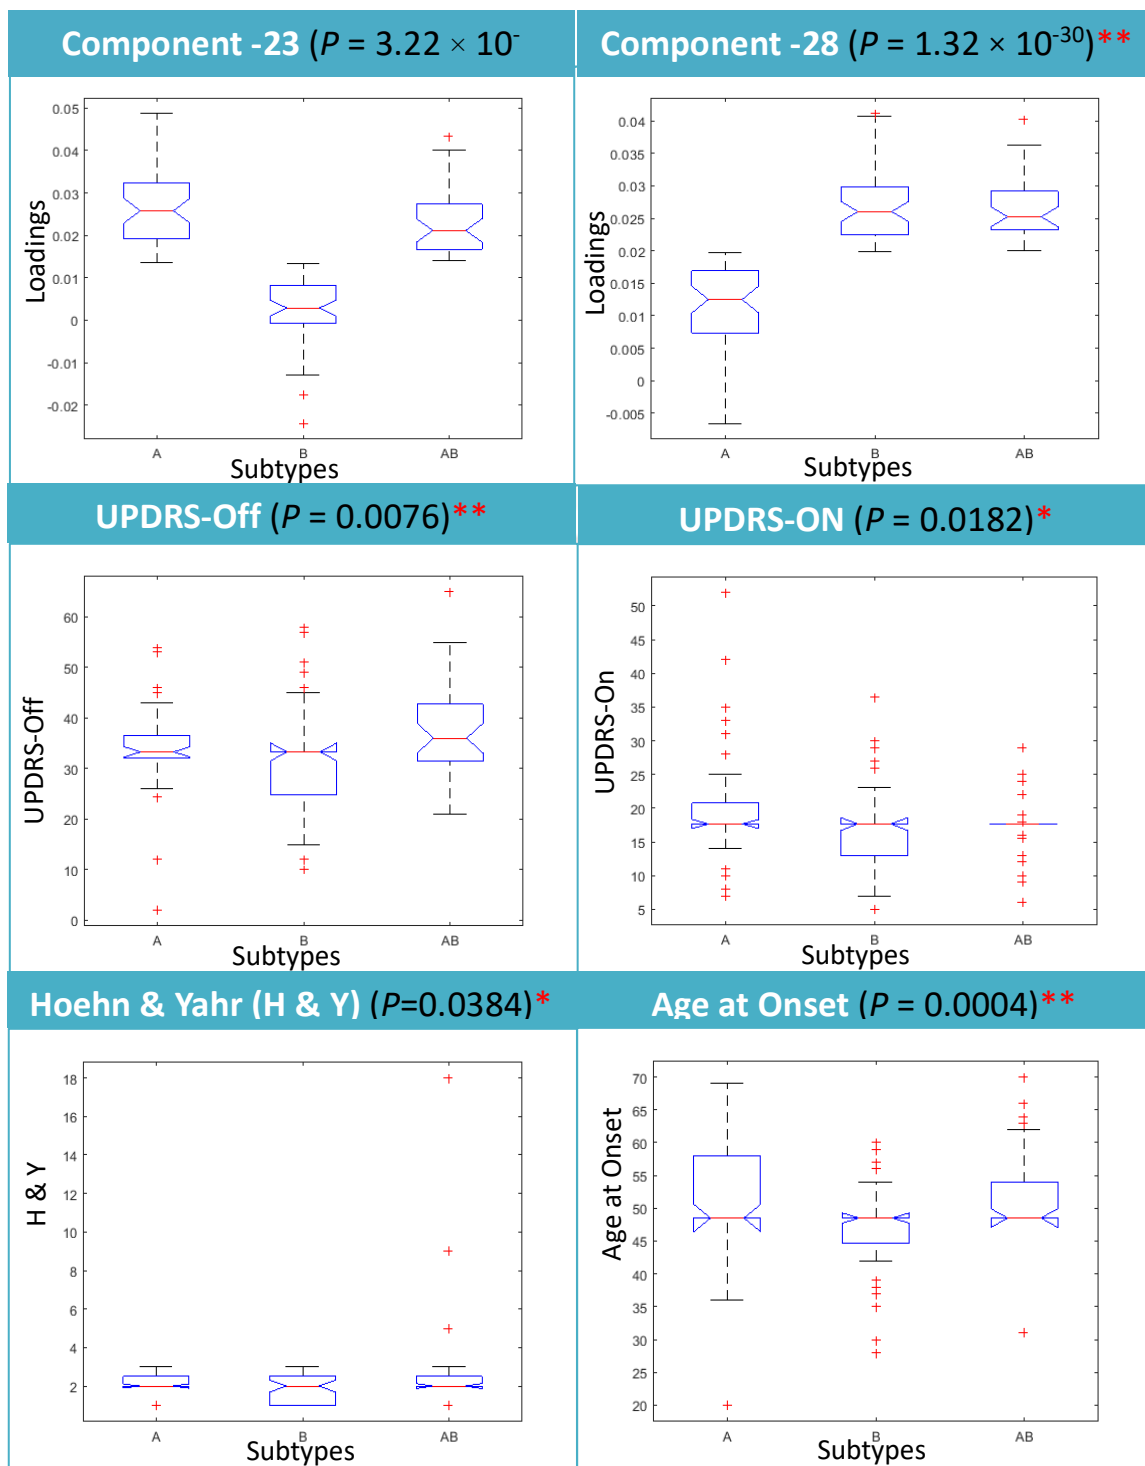 Component -23 (P = 3.22 × 10-
Component -28 (P = 1.32 × 10-30)**
0.05
0.04
0.03
0.02
0.01
0
-0.01
-0.02
Loadings
A
B
AB
Subtypes
0.04
0.035
0.03
0.025
0.02
0.015
0.01
0.005
0
-0.005
Loadings
A
B
AB
Subtypes
UPDRS-Off (P = 0.0076)**
UPDRS-ON (P = 0.0182)*
60
50
40
30
20
10
0
UPDRS-Off
A
B
AB
Subtypes
50
45
40
35
30
25
20
15
10
5
UPDRS-On
A
B
AB
Subtypes
Hoehn & Yahr (H & Y) (P=0.0384)*
Age at Onset (P = 0.0004)**
18
16
14
12
10
8
6
4
2
H & Y
A
B
AB
Subtypes
70
65
60
55
50
45
40
35
30
25
20
Age at Onset
A
B
AB
Subtypes